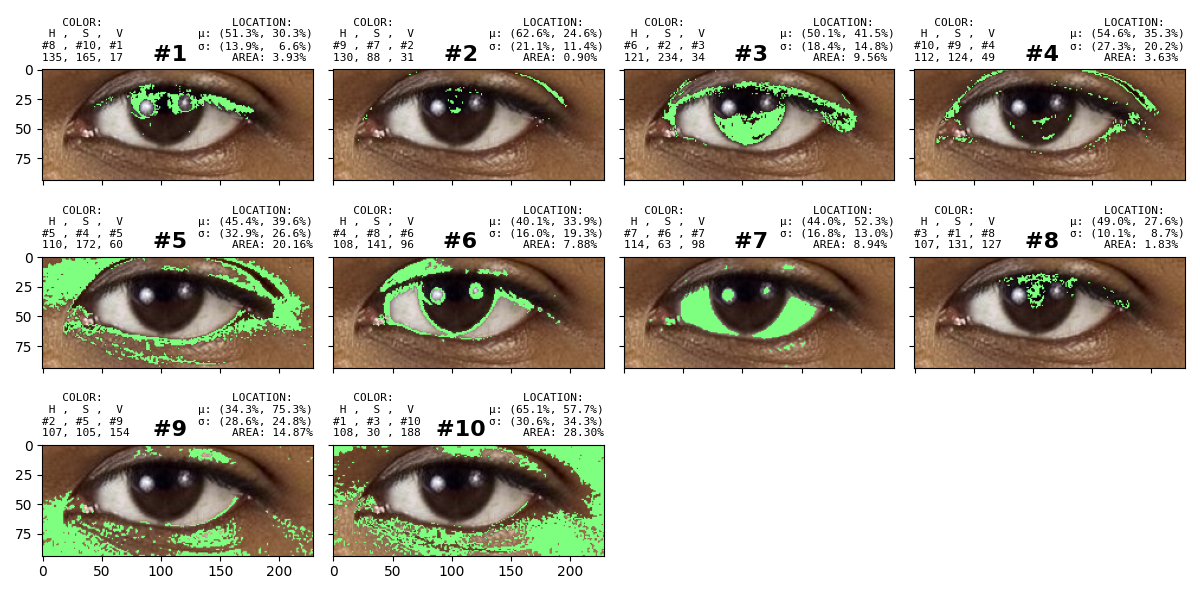 COLOR: LOCATION:
H , S , V μ: (51.3%, 30.3%)
#8 , #10, #1 #1 σ: (13.9%, 6.6%)
135, 165, 17 AREA: 3.93%
COLOR: LOCATION:
H , S , V μ: (62.6%, 24.6%)
#9 , #7 , #2 #2 σ: (21.1%, 11.4%)
130, 88 , 31 AREA: 0.90%
COLOR: LOCATION:
H , S , V μ: (50.1%, 41.5%)
#6 , #2 , #3 #3 σ: (18.4%, 14.8%)
121, 234, 34 AREA: 9.56%
COLOR: LOCATION:
H , S , V μ: (54.6%, 35.3%)
#10, #9 , #4 #4 σ: (27.3%, 20.2%)
112, 124, 49 AREA: 3.63%
0
25
50
75
COLOR: LOCATION:
H , S , V μ: (45.4%, 39.6%)
#5 , #4 , #5 #5 σ: (32.9%, 26.6%)
110, 172, 60 AREA: 20.16%
COLOR: LOCATION:
H , S , V μ: (40.1%, 33.9%)
#4 , #8 , #6 #6 σ: (16.0%, 19.3%)
108, 141, 96 AREA: 7.88%
COLOR: LOCATION:
H , S , V μ: (44.0%, 52.3%)
#7 , #6 , #7 #7 σ: (16.8%, 13.0%)
114, 63 , 98 AREA: 8.94%
COLOR: LOCATION:
H , S , V μ: (49.0%, 27.6%)
#3 , #1 , #8 #8 σ: (10.1%, 8.7%)
107, 131, 127 AREA: 1.83%
0
25
50
75
COLOR: LOCATION:
H , S , V μ: (34.3%, 75.3%)
#2 , #5 , #9 #9 σ: (28.6%, 24.8%)
107, 105, 154 AREA: 14.87%
COLOR: LOCATION:
H , S , V μ: (65.1%, 57.7%)
#1 , #3 , #10 #10 σ: (30.6%, 34.3%)
108, 30 , 188 AREA: 28.30%
0
25
50
75
0 50 100 150 200
0 50 100 150 200